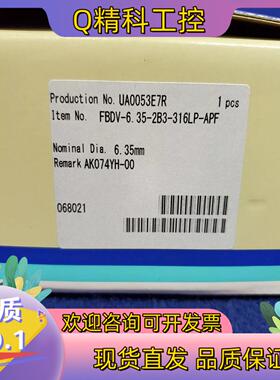 Q精科工控
Production No. UA0053E7R 1 pcs
Item No. FBDV-6.35-2B3-316LP-APF
Nominal Dia. 6.35mm
Remark AK074YH-00
068021
质
0.1
欢迎咨询可开发票
现货直发 品质